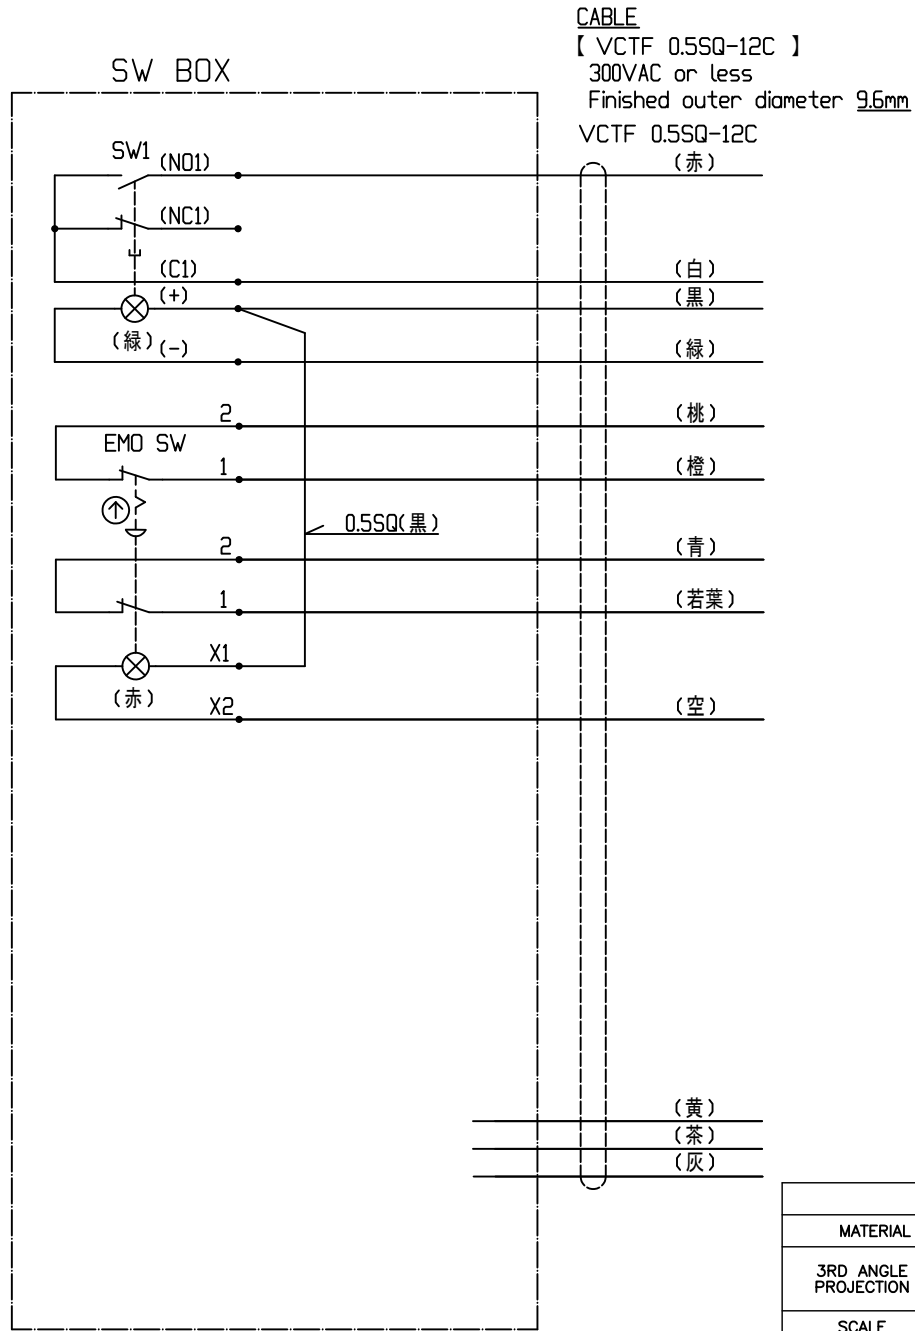 CABLE
【 VCTF 0.5SQ-12C 】
300VAC or less
Finished outer diameter 9.6mm
VCTF 0.5SQ-12C
SW BOX
SW1
(NO1)
(赤)
(NC1)
(C1)
(白)
(+)
(黒)
(緑)
(-)
(緑)
2
(桃)
EMO SW
1
(橙)
0.5SQ(黒)
2
(青)
1
(若葉)
X1
(赤)
X2
(空)
(黄)
(茶)
(灰)
MATERIAL
3RD ANGLE
PROJECTION
SCALE